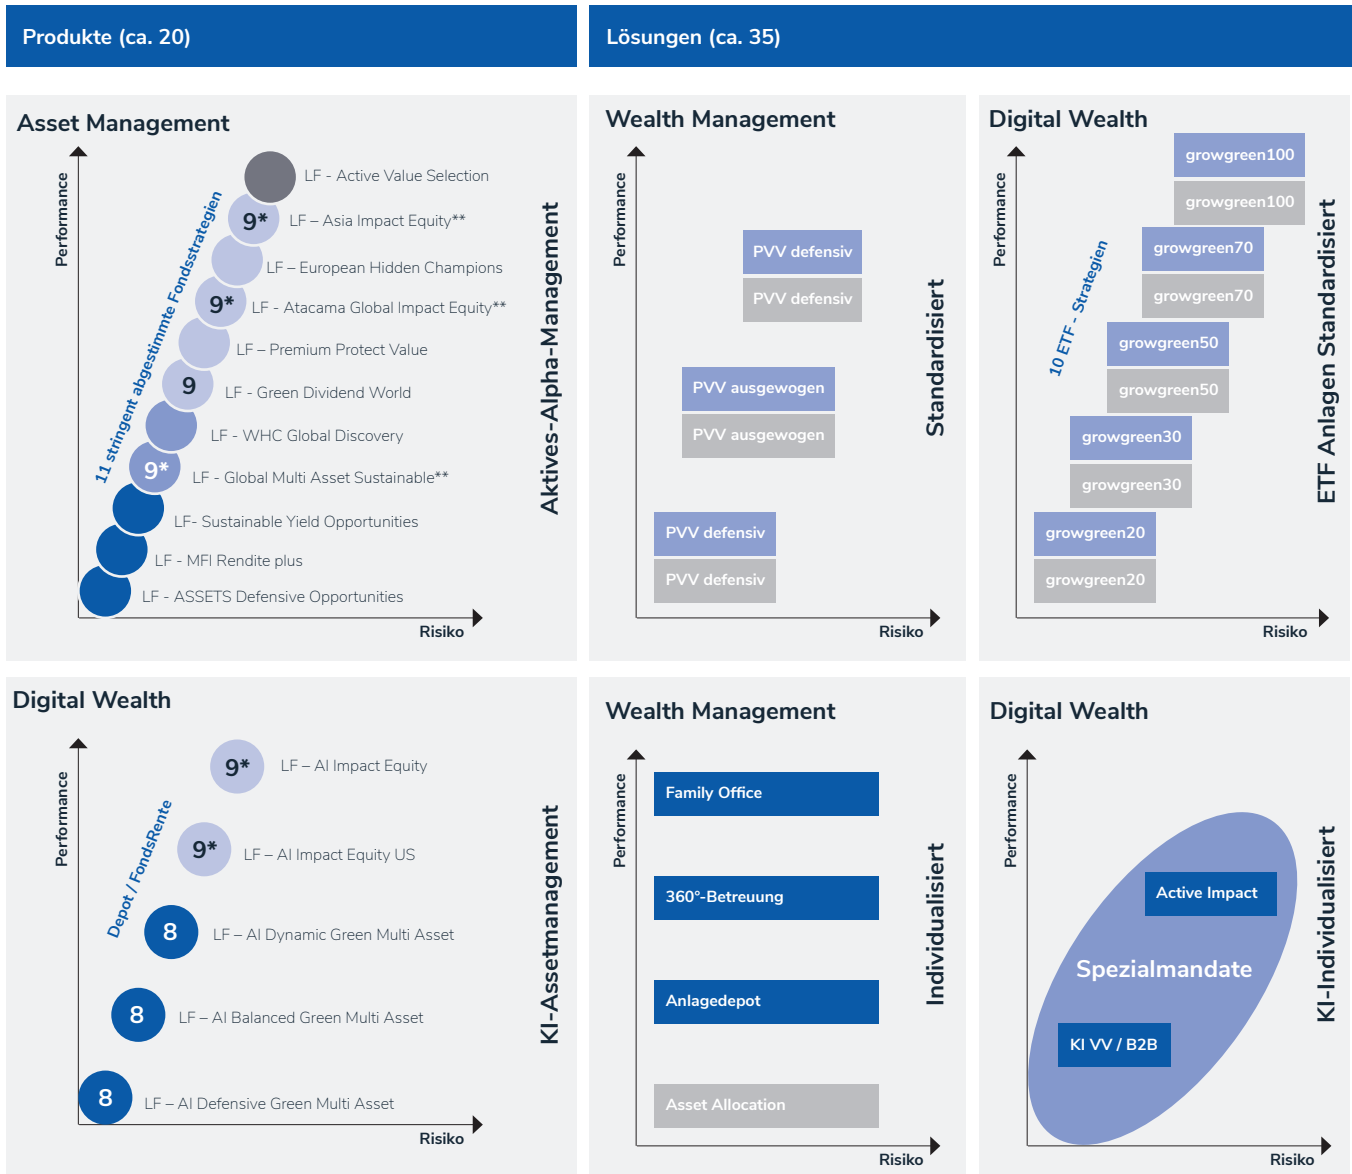 Produkte (ca. 20)
Lösungen (ca. 35)
Asset Management
Performance
11 stringent abgestimmte Fondsstrategien
LF - Active Value Selection
9*
LF – Asia Impact Equity**
LF – European Hidden Champions
9*
LF - Atacama Global Impact Equity**
LF – Premium Protect Value
9
LF - Green Dividend World
LF - WHC Global Discovery
9*
LF - Global Multi Asset Sustainable**
LF- Sustainable Yield Opportunities
LF - MFI Rendite plus
LF - ASSETS Defensive Opportunities
Risiko
Aktives-Alpha-Management
Wealth Management
Performance
PVV defensiv
PVV defensiv
PVV ausgewogen
PVV ausgewogen
PVV defensiv
PVV defensiv
Risiko
Standardisiert
Digital Wealth
Performance
10 ETF - Strategien
growgreen100
growgreen100
growgreen70
growgreen70
growgreen50
growgreen50
growgreen30
growgreen30
growgreen20
growgreen20
Risiko
ETF Anlagen Standardisiert
Digital Wealth
Performance
Depot / FondsRente
9*
LF – AI Impact Equity
9*
LF – AI Impact Equity US
8
LF – AI Dynamic Green Multi Asset
8
LF – AI Balanced Green Multi Asset
8
LF – AI Defensive Green Multi Asset
Risiko
KI-Assetmanagement
Wealth Management
Performance
Family Office
360°-Betreuung
Anlagedepot
Asset Allocation
Risiko
Individualisiert
Digital Wealth
Performance
Active Impact
Spezialmandate
KI VV / B2B
Risiko
KI-Individualisiert